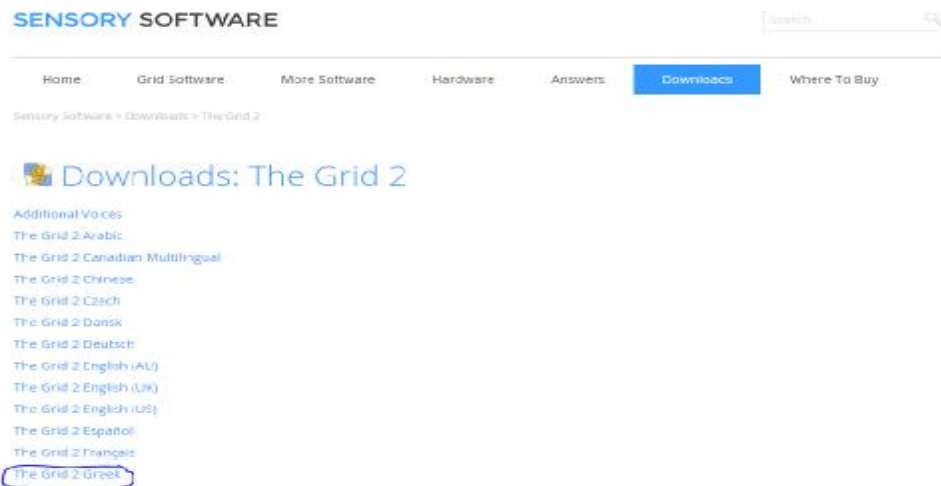 SENSORY SOFTWARE
Search
Home Grid Software More Software Hardware Answers Downloads Where To Buy
Sensory Software > Downloads > The Grid 2
Downloads: The Grid 2
Additional Voices
The Grid 2 Arabic
The Grid 2 Canadian Multilingual
The Grid 2 Chinese
The Grid 2 Czech
The Grid 2 Dansk
The Grid 2 Deutsch
The Grid 2 English (AU)
The Grid 2 English (UK)
The Grid 2 English (US)
The Grid 2 Español
The Grid 2 Français
The Grid 2 Greek